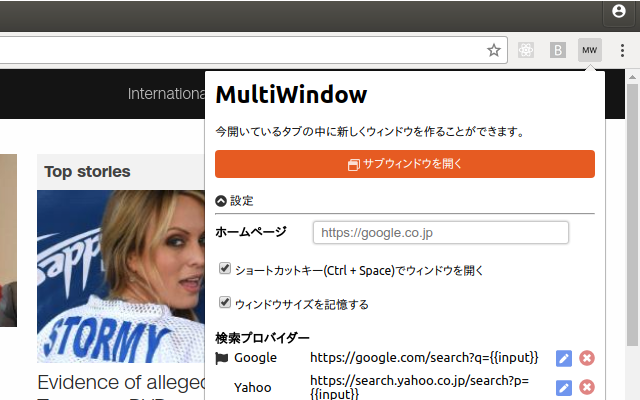 MW
Internationa
MultiWindow
今開いているタブの中に新しくウィンドウを作ることができます。
サブウィンドウを開く
設定
ホームページ
https://google.co.jp
ショートカットキー(Ctrl + Space)でウィンドウを開く
ウィンドウサイズを記憶する
検索プロバイダー
Google https://google.com/search?q={{input}}
Yahoo https://search.yahoo.co.jp/search?p=
{{input}}
Top stories
STORMY
Evidence of alleged